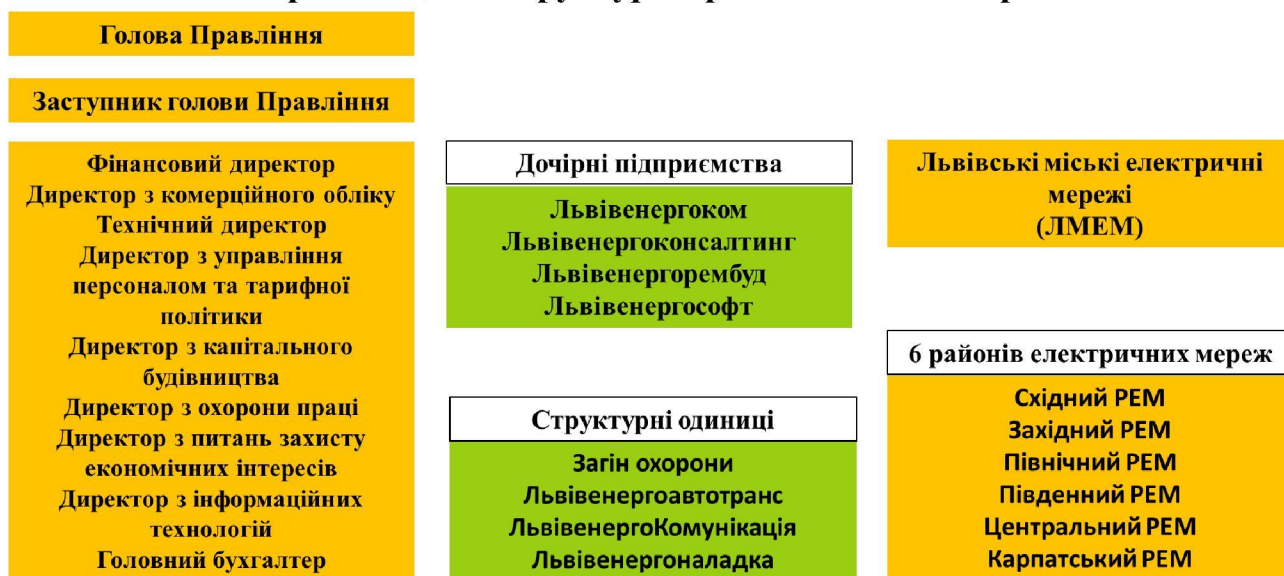 Голова Правління
Заступник голови Правління
Фінансовий директор
Директор з комерційного обліку
Технічний директор
Директор з управління
персоналом та тарифної
політики
Директор з капітального
будівництва
Директор з охорони праці
Директор з питань захисту
економічних інтересів
Директор з інформаційних
технологій
Головний бухгалтер
Дочірні підприємства
Львівенергоком
Львівенергоконсалтинг
Львівенергорембуд
Львівенергософт
Структурні одиниці
Загін охорони
Львівенергоавтотранс
ЛьвівенергоКомунікація
Львівенергоналадка
Львівські міські електричні
мережі
(ЛМЕМ)
6 районів електричних мереж
Східний РЕМ
Західний РЕМ
Північний РЕМ
Південний РЕМ
Центральний РЕМ
Карпатський РЕМ